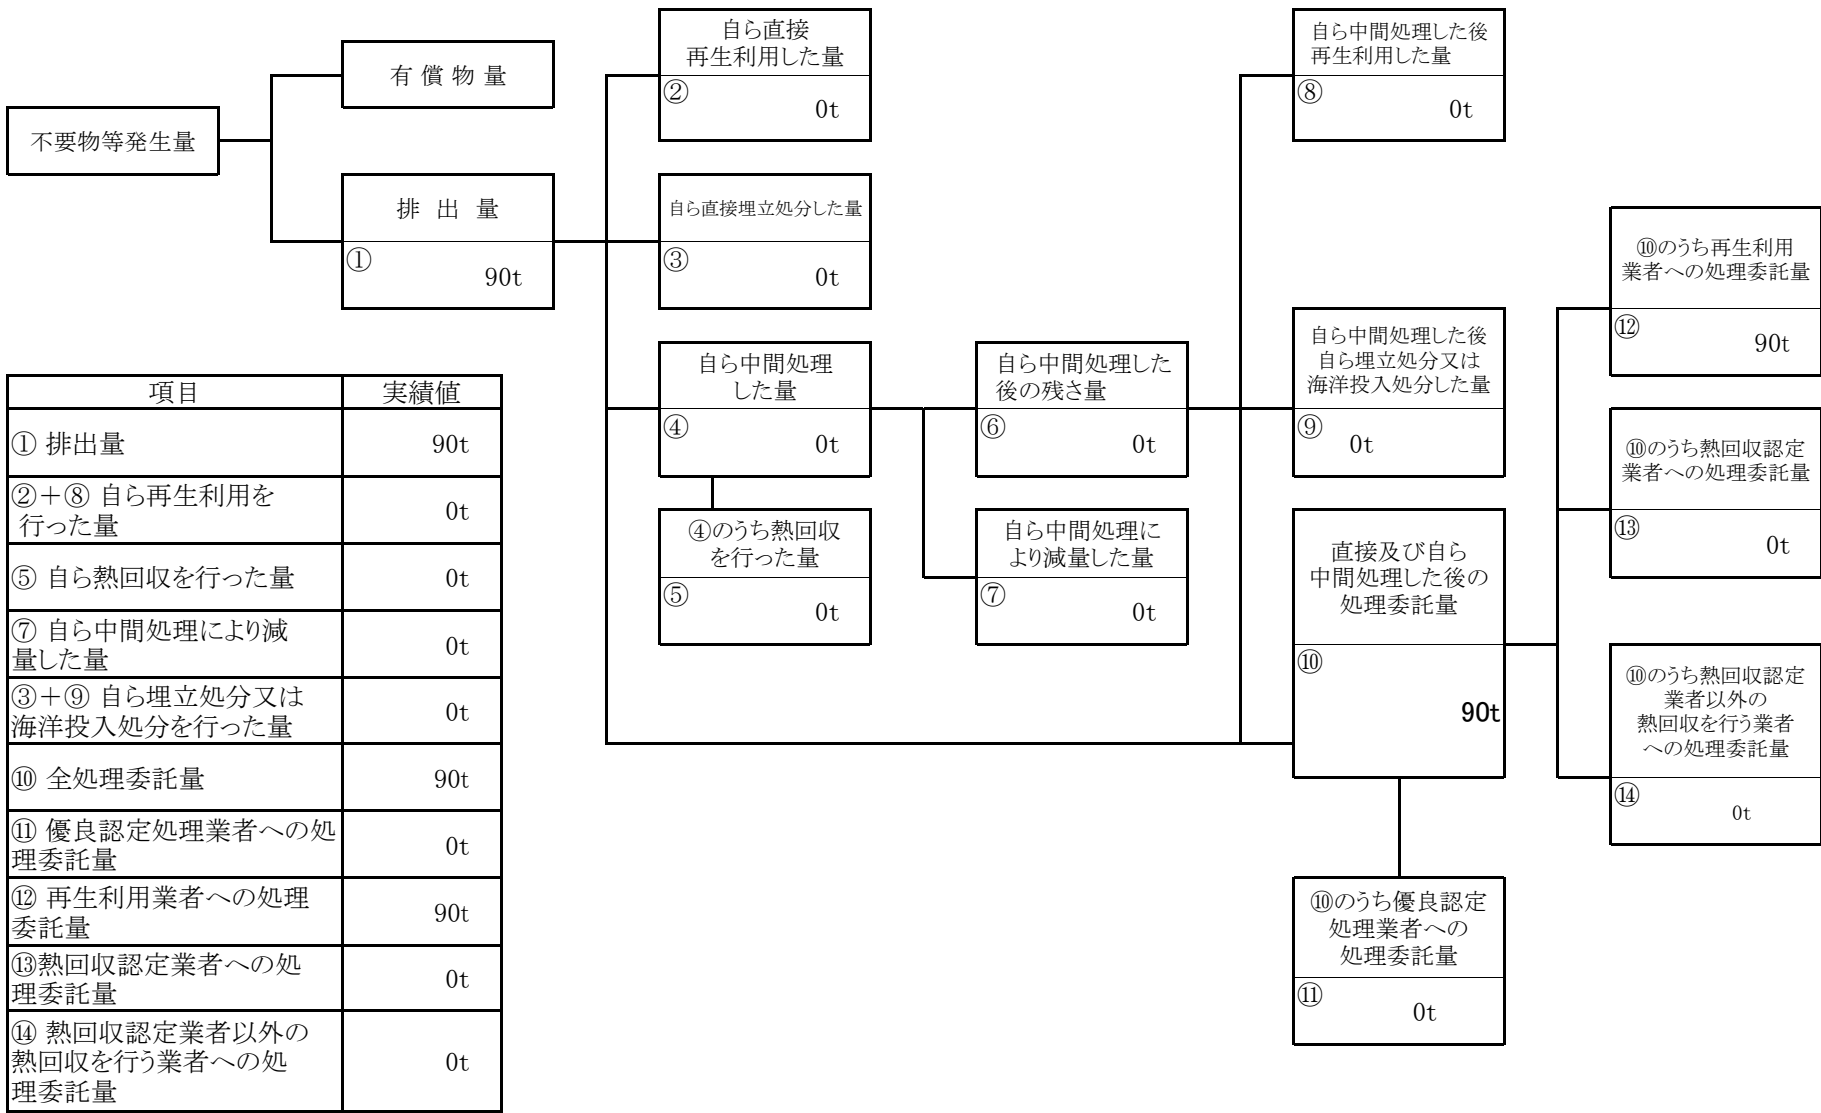 不要物等発生量
有 償 物 量
排 出 量
①
90t
自ら直接
再生利用した量
②
0t
自ら直接埋立処分した量
③
0t
自ら中間処理
した量
④
0t
④のうち熱回収
を行った量
⑤
0t
自ら中間処理した
後の残さ量
⑥
0t
自ら中間処理に
より減量した量
⑦
0t
自ら中間処理した後
再生利用した量
⑧
0t
自ら中間処理した後
自ら埋立処分又は
海洋投入処分した量
⑨
0t
直接及び自ら
中間処理した後の
処理委託量
⑩
90t
⑩のうち優良認定
処理業者への
処理委託量
⑪
0t
⑩のうち再生利用
業者への処理委託量
⑫
90t
⑩のうち熱回収認定
業者への処理委託量
⑬
0t
⑩のうち熱回収認定
業者以外の
熱回収を行う業者
への処理委託量
⑭
0t
項目 実績値
① 排出量 90t
②＋⑧ 自ら再生利用を
行った量 0t
⑤ 自ら熱回収を行った量 0t
⑦ 自ら中間処理により減
量した量 0t
③＋⑨ 自ら埋立処分又は
海洋投入処分を行った量 0t
⑩ 全処理委託量 90t
⑪ 優良認定処理業者への処
理委託量 0t
⑫ 再生利用業者への処理
委託量 90t
⑬熱回収認定業者への処
理委託量 0t
⑭ 熱回収認定業者以外の
熱回収を行う業者への処
理委託量 0t